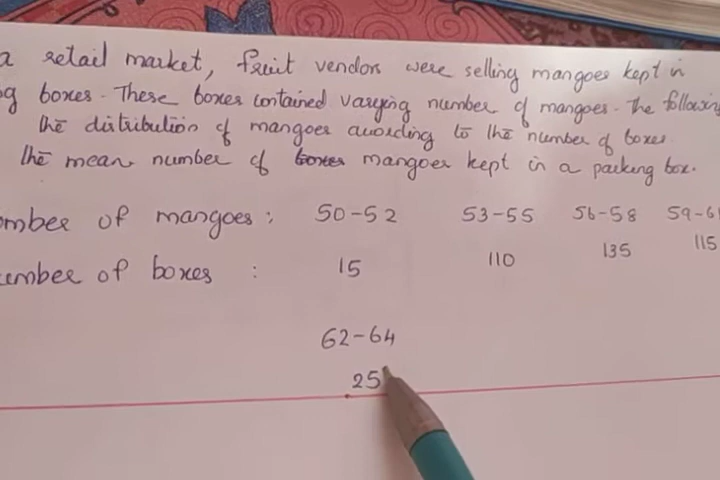 a retail market, fruit vendors were selling mangoes kept in
boxes. These boxes contained varying number of mangoes. The
the distribution of mangoes according to the number of boxes.
the mean number of boxes mangoes kept in a packing box.
of mangoes : 50-52 53-55 56-58 59-6
of boxes : 15 110 135 115
62-64
25